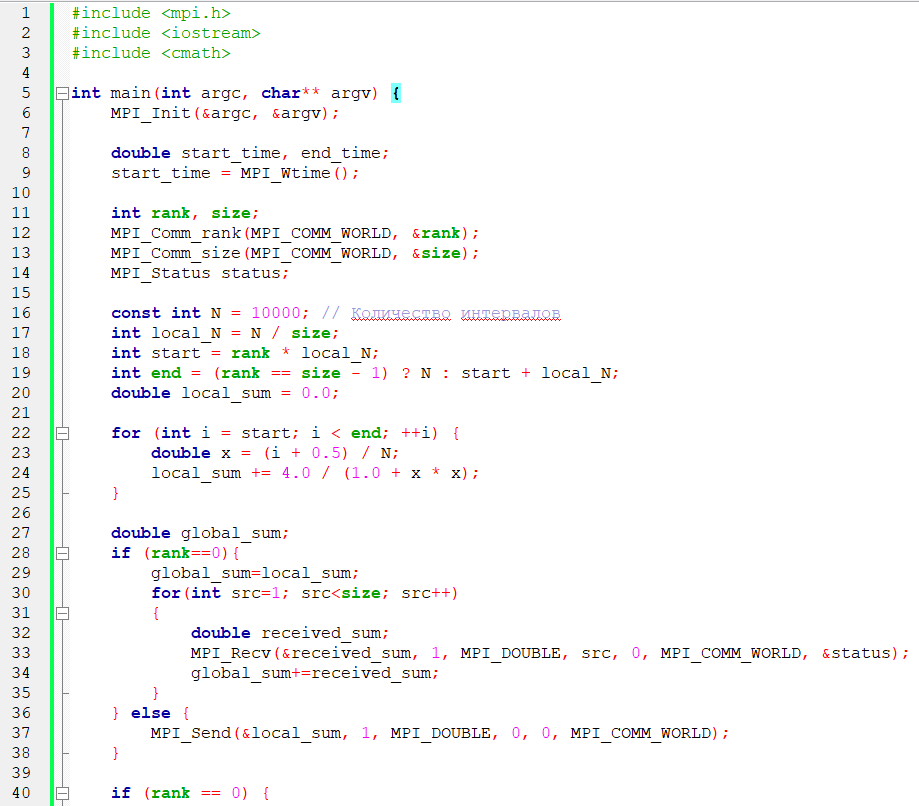 1 #include <mpi.h>
2 #include <iostream>
3 #include <cmath>
4
5 int main(int argc, char** argv) {
6     MPI_Init(&argc, &argv);
7
8     double start_time, end_time;
9     start_time = MPI_Wtime();
10
11     int rank, size;
12     MPI_Comm_rank(MPI_COMM_WORLD, &rank);
13     MPI_Comm_size(MPI_COMM_WORLD, &size);
14     MPI_Status status;
15
16     const int N = 10000; // Количество интервалов
17     int local_N = N / size;
18     int start = rank * local_N;
19     int end = (rank == size - 1) ? N : start + local_N;
20     double local_sum = 0.0;
21
22     for (int i = start; i < end; ++i) {
23         double x = (i + 0.5) / N;
24         local_sum += 4.0 / (1.0 + x * x);
25     }
26
27     double global_sum;
28     if (rank==0){
29         global_sum=local_sum;
30         for(int src=1; src<size; src++)
31         {
32             double received_sum;
33             MPI_Recv(&received_sum, 1, MPI_DOUBLE, src, 0, MPI_COMM_WORLD, &status);
34             global_sum+=received_sum;
35         }
36     } else {
37         MPI_Send(&local_sum, 1, MPI_DOUBLE, 0, 0, MPI_COMM_WORLD);
38     }
39
40     if (rank == 0) {